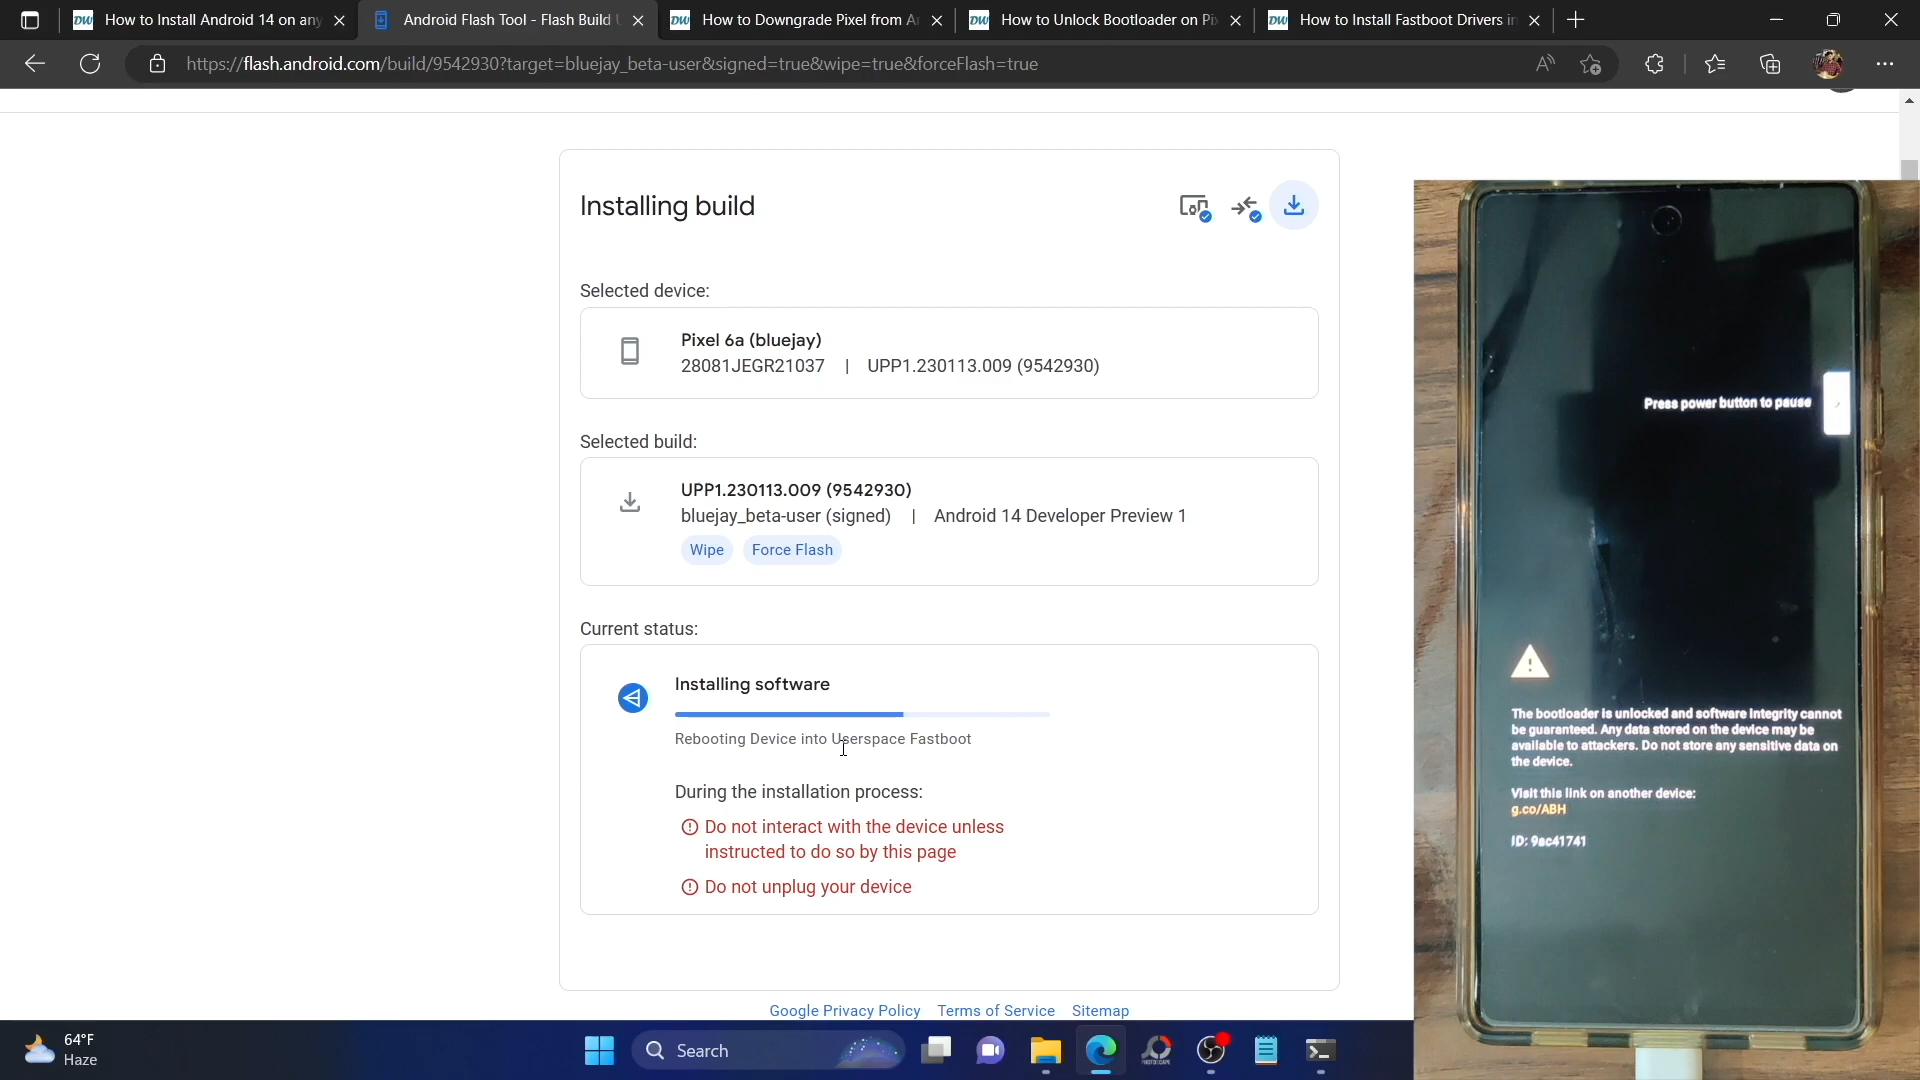 How to Install Android 14 on any
Android Flash Tool - Flash Build U
How to Downgrade Pixel from A
How to Unlock Bootloader on Pi
How to Install Fastboot Drivers in
https://flash.android.com/build/9542930?target=bluejay_beta-user&signed=true&wipe=true&forceFlash=true
Installing build
Selected device:
Pixel 6a (bluejay)
28081JEGR21037 | UPP1.230113.009 (9542930)
Selected build:
UPP1.230113.009 (9542930)
bluejay_beta-user (signed) | Android 14 Developer Preview 1
Wipe
Force Flash
Current status:
Installing software
Rebooting Device into Userspace Fastboot
During the installation process:
Do not interact with the device unless
instructed to do so by this page
Do not unplug your device
Google Privacy Policy Terms of Service Sitemap
Press power button to pause
The bootloader is unlocked and software integrity cannot
be guaranteed. Any data stored on the device may be
available to attackers. Do not store any sensitive data on
the device.
Visit this link on another device:
g.co/ABH
ID: 9ac41741
64°F
Haze
Search